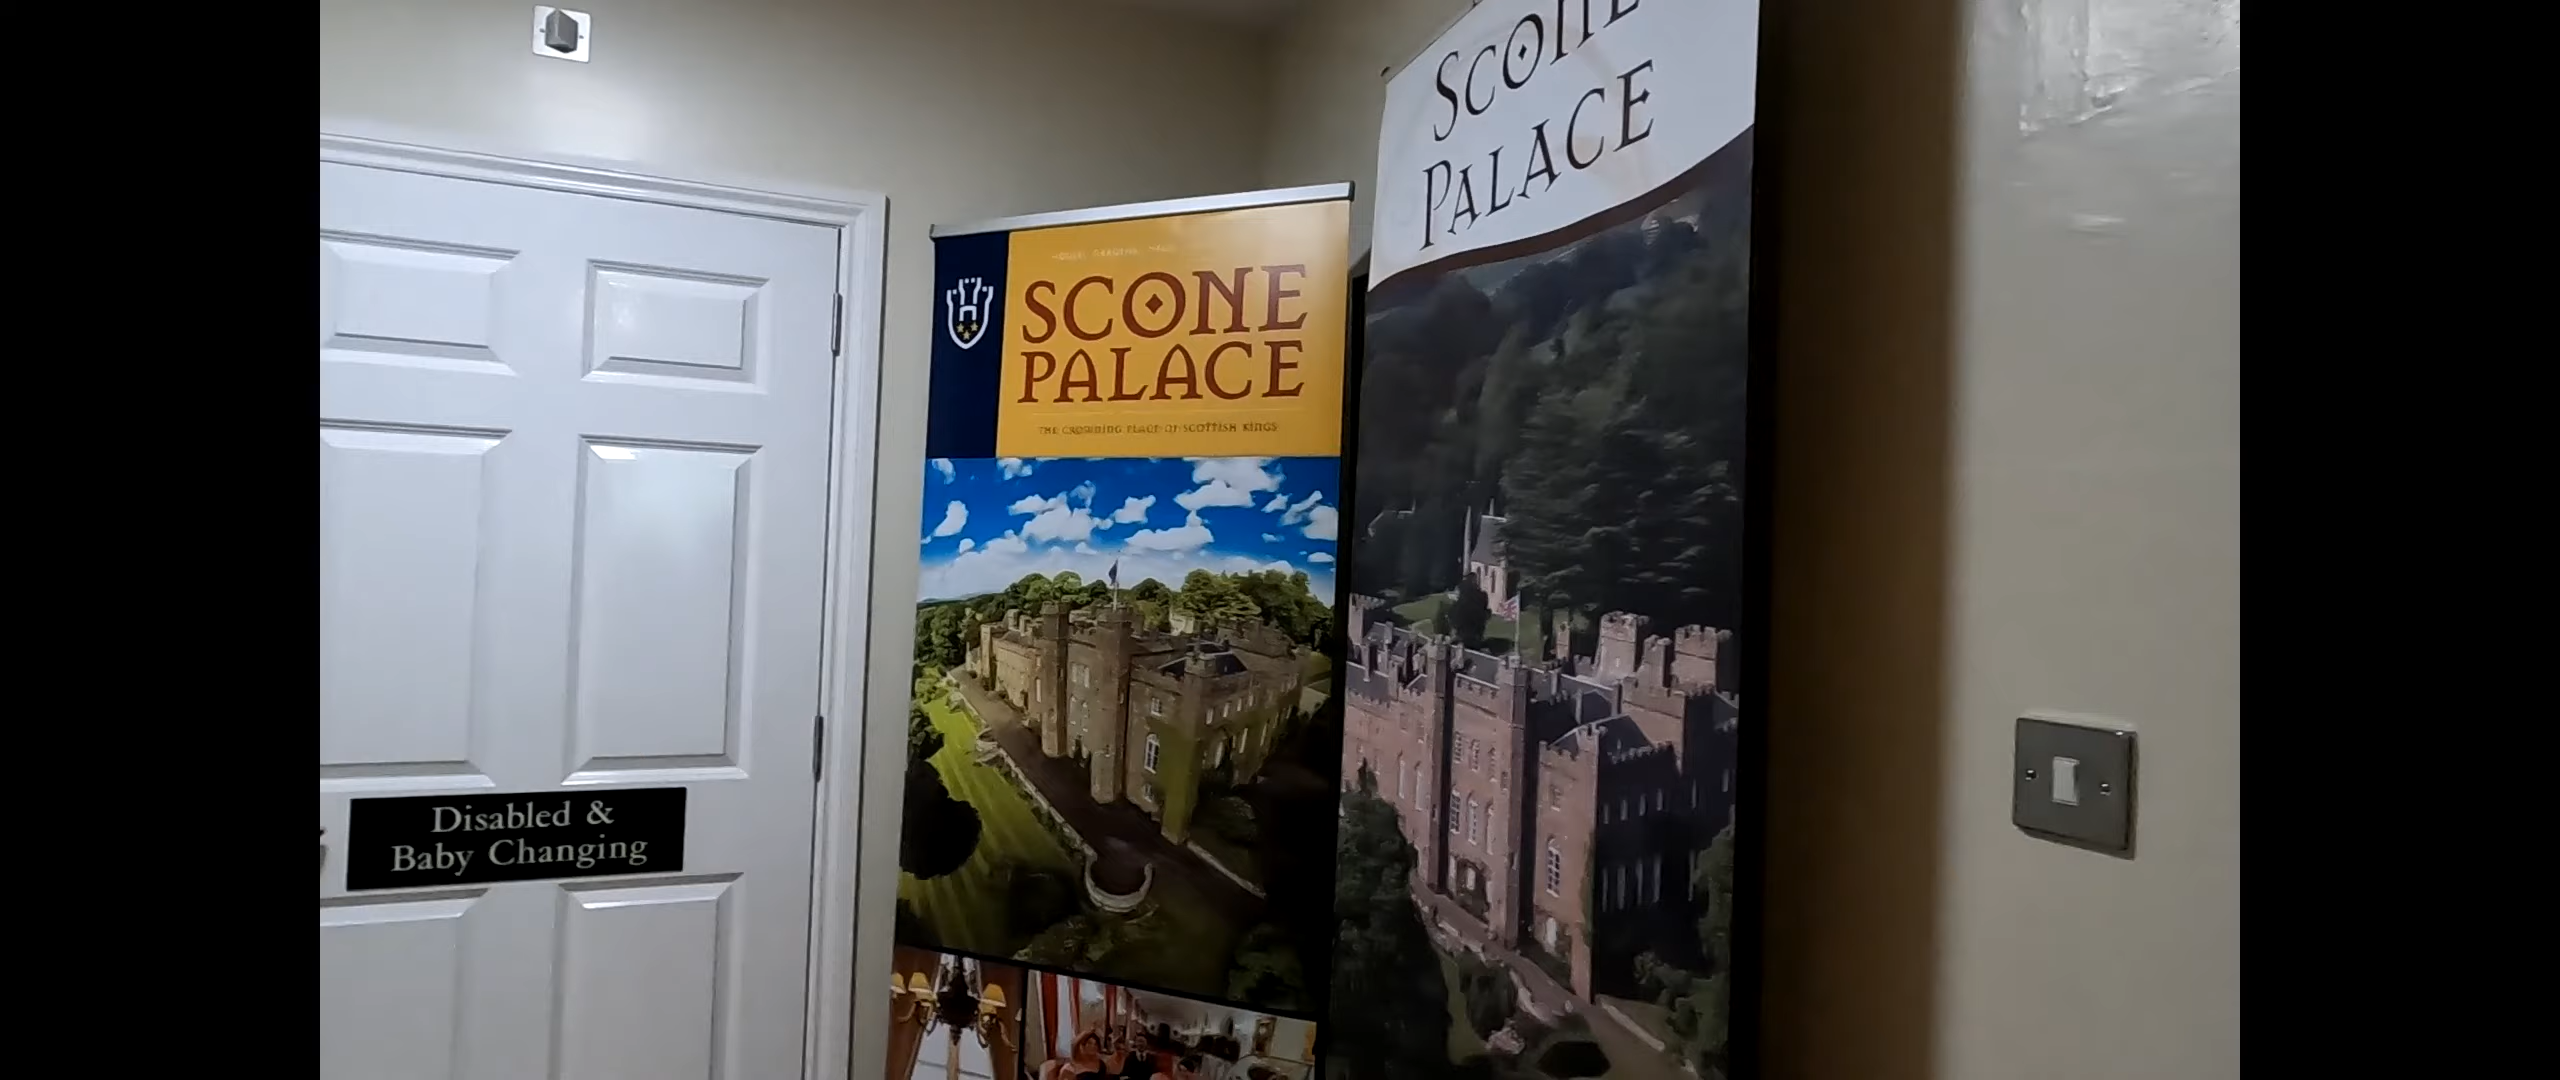 Disabled &
Baby Changing
SCONE
PALACE
THE CROWNING PLACE OF SCOTTISH KINGS
SCONE
PALACE